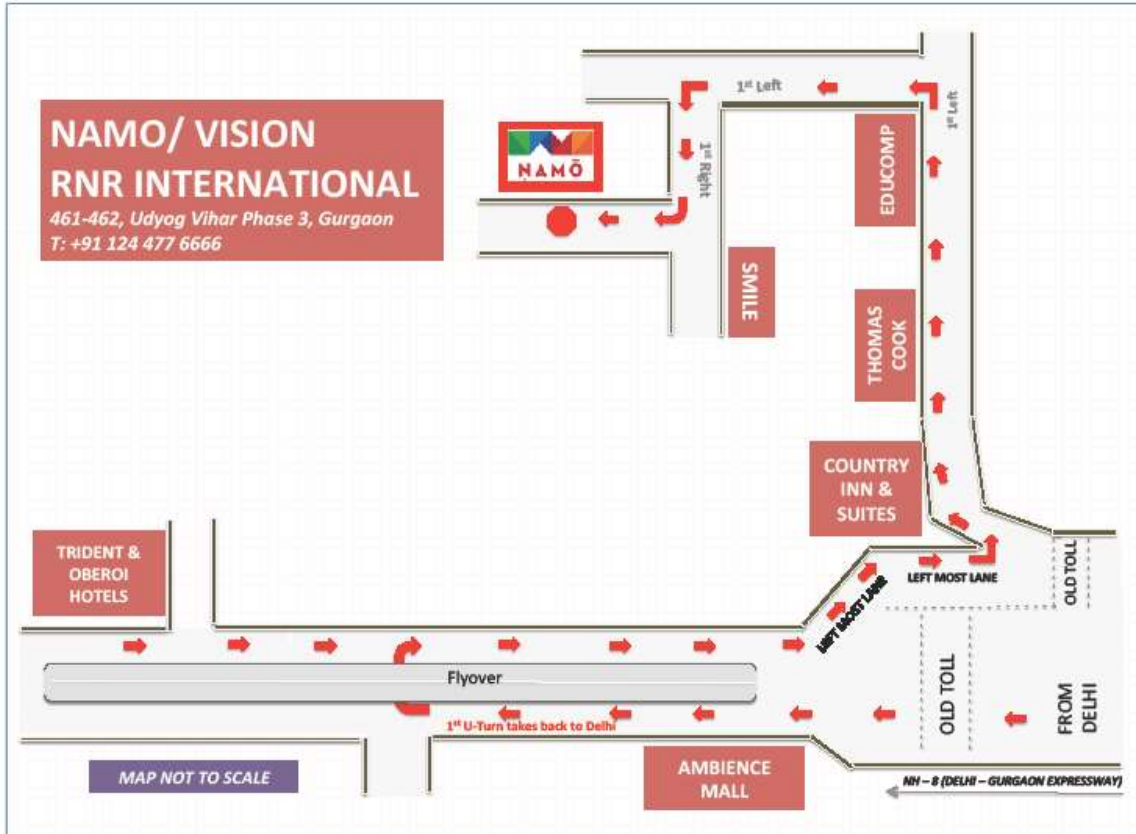 NAMO/ VISION
RNR INTERNATIONAL
461-462, Udyog Vihar Phase 3, Gurgaon
T: +91 124 477 6666
NAMŌ
1st Left
1st Left
1st Right
EDUCOMP
SMILE
THOMAS
COOK
COUNTRY
INN &
SUITES
TRIDENT &
OBEROI
HOTELS
LEFT MOST LANE
LEFT MOST LANE
OLD TOLL
OLD TOLL
FROM
DELHI
Flyover
1st U-Turn takes back to Delhi
MAP NOT TO SCALE
AMBIENCE
MALL
NH – 8 (DELHI – GURGAON EXPRESSWAY)